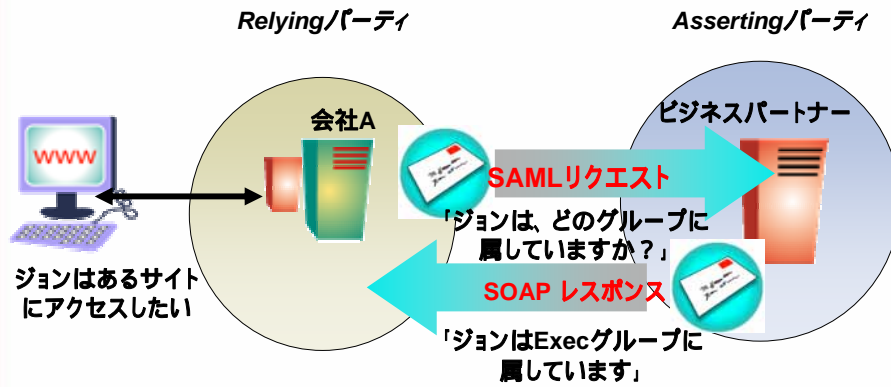 Relyingパーティ
Assertingパーティ
会社A
ビジネスパートナー
www
SAMLリクエスト
「ジョンは、どのグループに
属していますか？」
ジョンはあるサイト
にアクセスしたい
SOAP レスポンス
「ジョンはExecグループに
属しています」